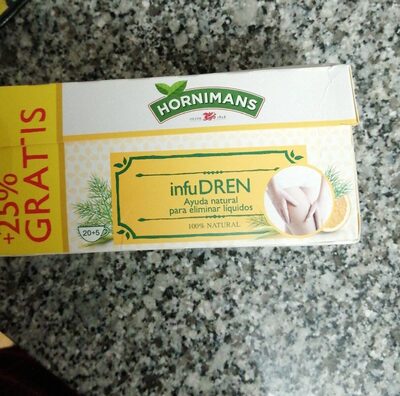 HORNIMANS
+25%
GRATIS
infuDREN
Ayuda natural
para eliminar líquidos
100% NATURAL
20+5